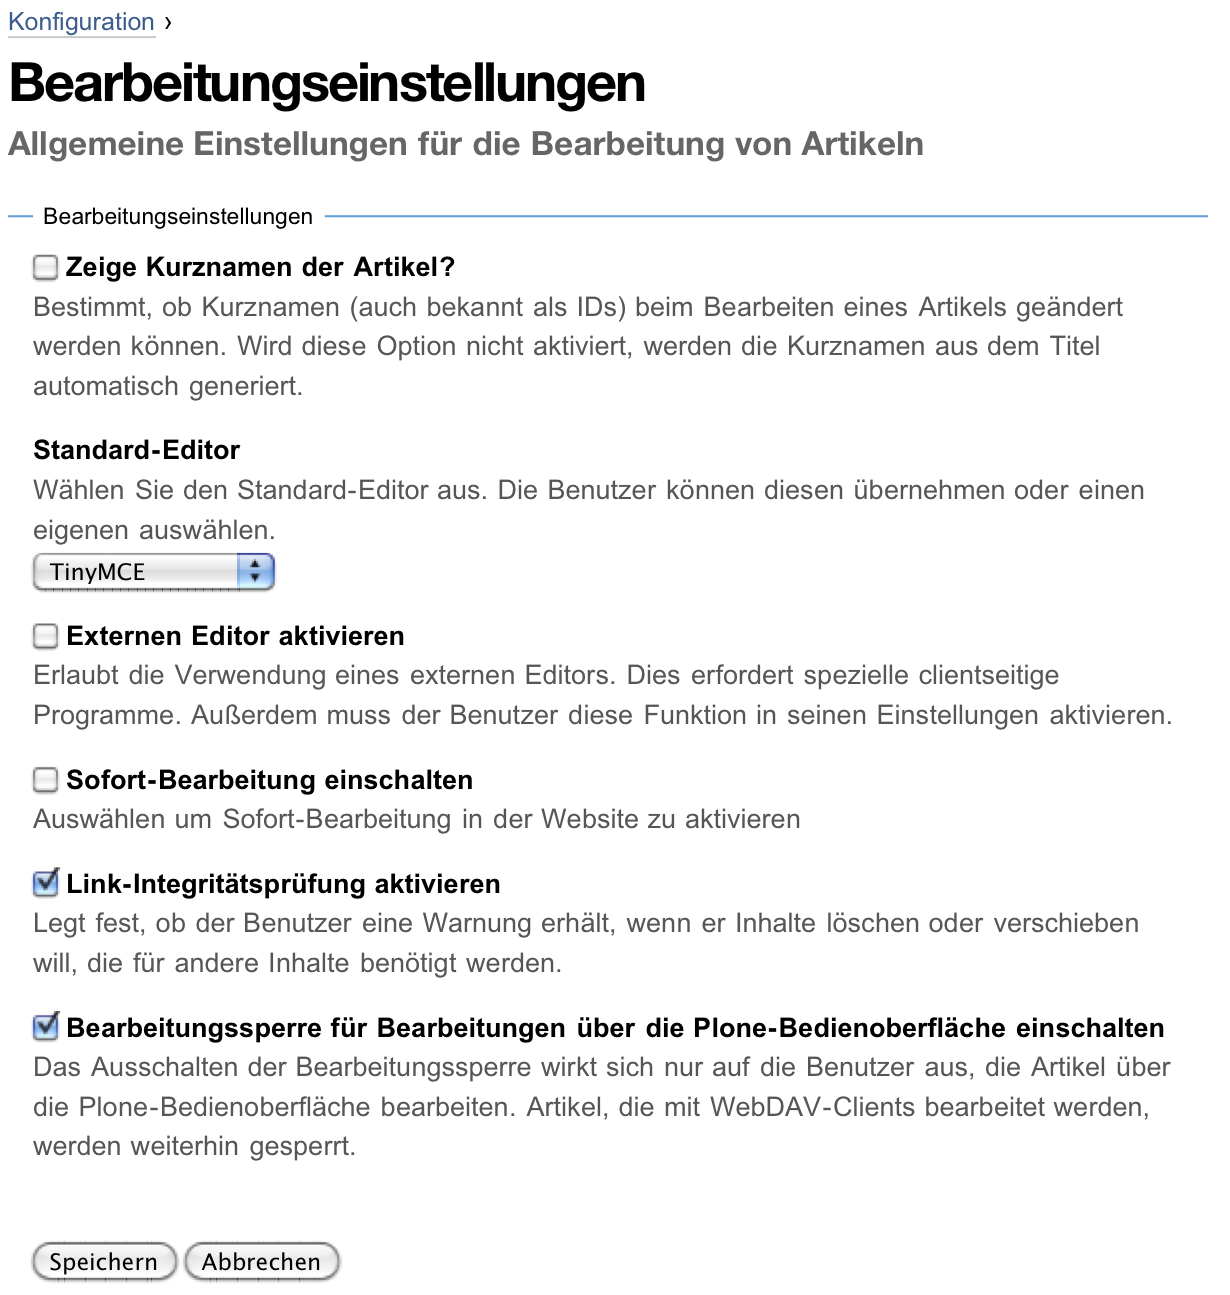 Konfiguration ›
Bearbeitungseinstellungen
Allgemeine Einstellungen für die Bearbeitung von Artikeln
Bearbeitungseinstellungen
Zeige Kurznamen der Artikel?
Bestimmt, ob Kurznamen (auch bekannt als IDs) beim Bearbeiten eines Artikels geändert
werden können. Wird diese Option nicht aktiviert, werden die Kurznamen aus dem Titel
automatisch generiert.
Standard-Editor
Wählen Sie den Standard-Editor aus. Die Benutzer können diesen übernehmen oder einen
eigenen auswählen.
TinyMCE
Externen Editor aktivieren
Erlaubt die Verwendung eines externen Editors. Dies erfordert spezielle clientseitige
Programme. Außerdem muss der Benutzer diese Funktion in seinen Einstellungen aktivieren.
Sofort-Bearbeitung einschalten
Auswählen um Sofort-Bearbeitung in der Website zu aktivieren
Link-Integritätsprüfung aktivieren
Legt fest, ob der Benutzer eine Warnung erhält, wenn er Inhalte löschen oder verschieben
will, die für andere Inhalte benötigt werden.
Bearbeitungssperre für Bearbeitungen über die Plone-Bedienoberfläche einschalten
Das Ausschalten der Bearbeitungssperre wirkt sich nur auf die Benutzer aus, die Artikel über
die Plone-Bedienoberfläche bearbeiten. Artikel, die mit WebDAV-Clients bearbeitet werden,
werden weiterhin gesperrt.
Speichern Abbrechen